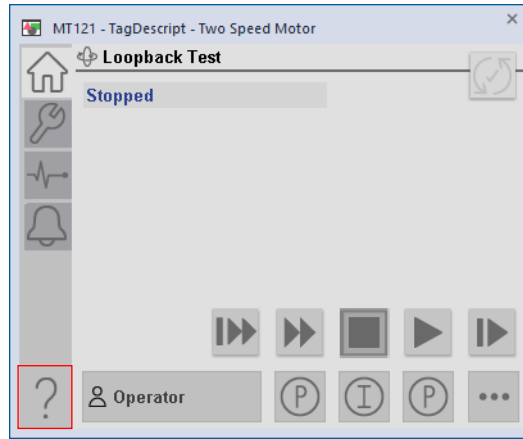 MT121 - TagDescript - Two Speed Motor
Loopback Test
Stopped
?
Operator
P
I
P